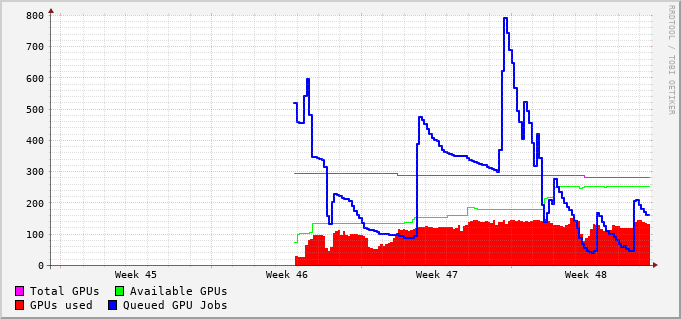 800
700
600
500
400
300
200
100
0
Week 45 Week 46 Week 47 Week 48
Total GPUs Available GPUs
GPUs used Queued GPU Jobs
RRDTOOL / TOBI OETIKER